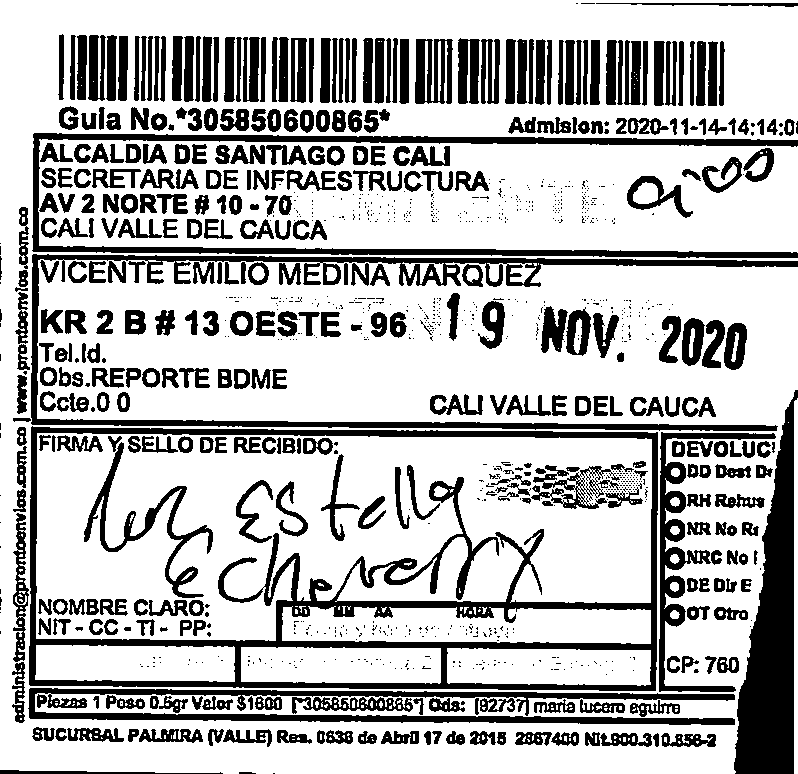 Guia No.*305850600865*
Admision: 2020-11-14-14:14:0
ALCALDIA DE SANTIAGO DE CALI
SECRETARIA DE INFRAESTRUCTURA
AV 2 NORTE # 10 - 70
CALI VALLE DEL CAUCA
VICENTE EMILIO MEDINA MARQUEZ
KR 2 B # 13 OESTE - 96
19 NOV. 2020
Tel.Id.
Obs.REPORTE BDME
Ccte.0 0
CALI VALLE DEL CAUCA
FIRMA Y SELLO DE RECIBIDO:
Luz Estella
Echeverry
NOMBRE CLARO:
NIT - CC - TI - PP:
DD MM AA HORA
DEVOLUC
DD Dest D
RH Rehus
NR No R
NRC No
DE Dir E
OT Otro
CP: 760
Piezas 1 Peso 0.5gr Valor $1600 [*305850600865*] Ods: [92737] maria lucero aguirre
SUCURSAL PALMIRA (VALLE) Res. 0636 de Abril 17 de 2015 2867400 Nit.900.310.856-2
administracion@prontoenvios.com.co | www.prontoenvios.com.co